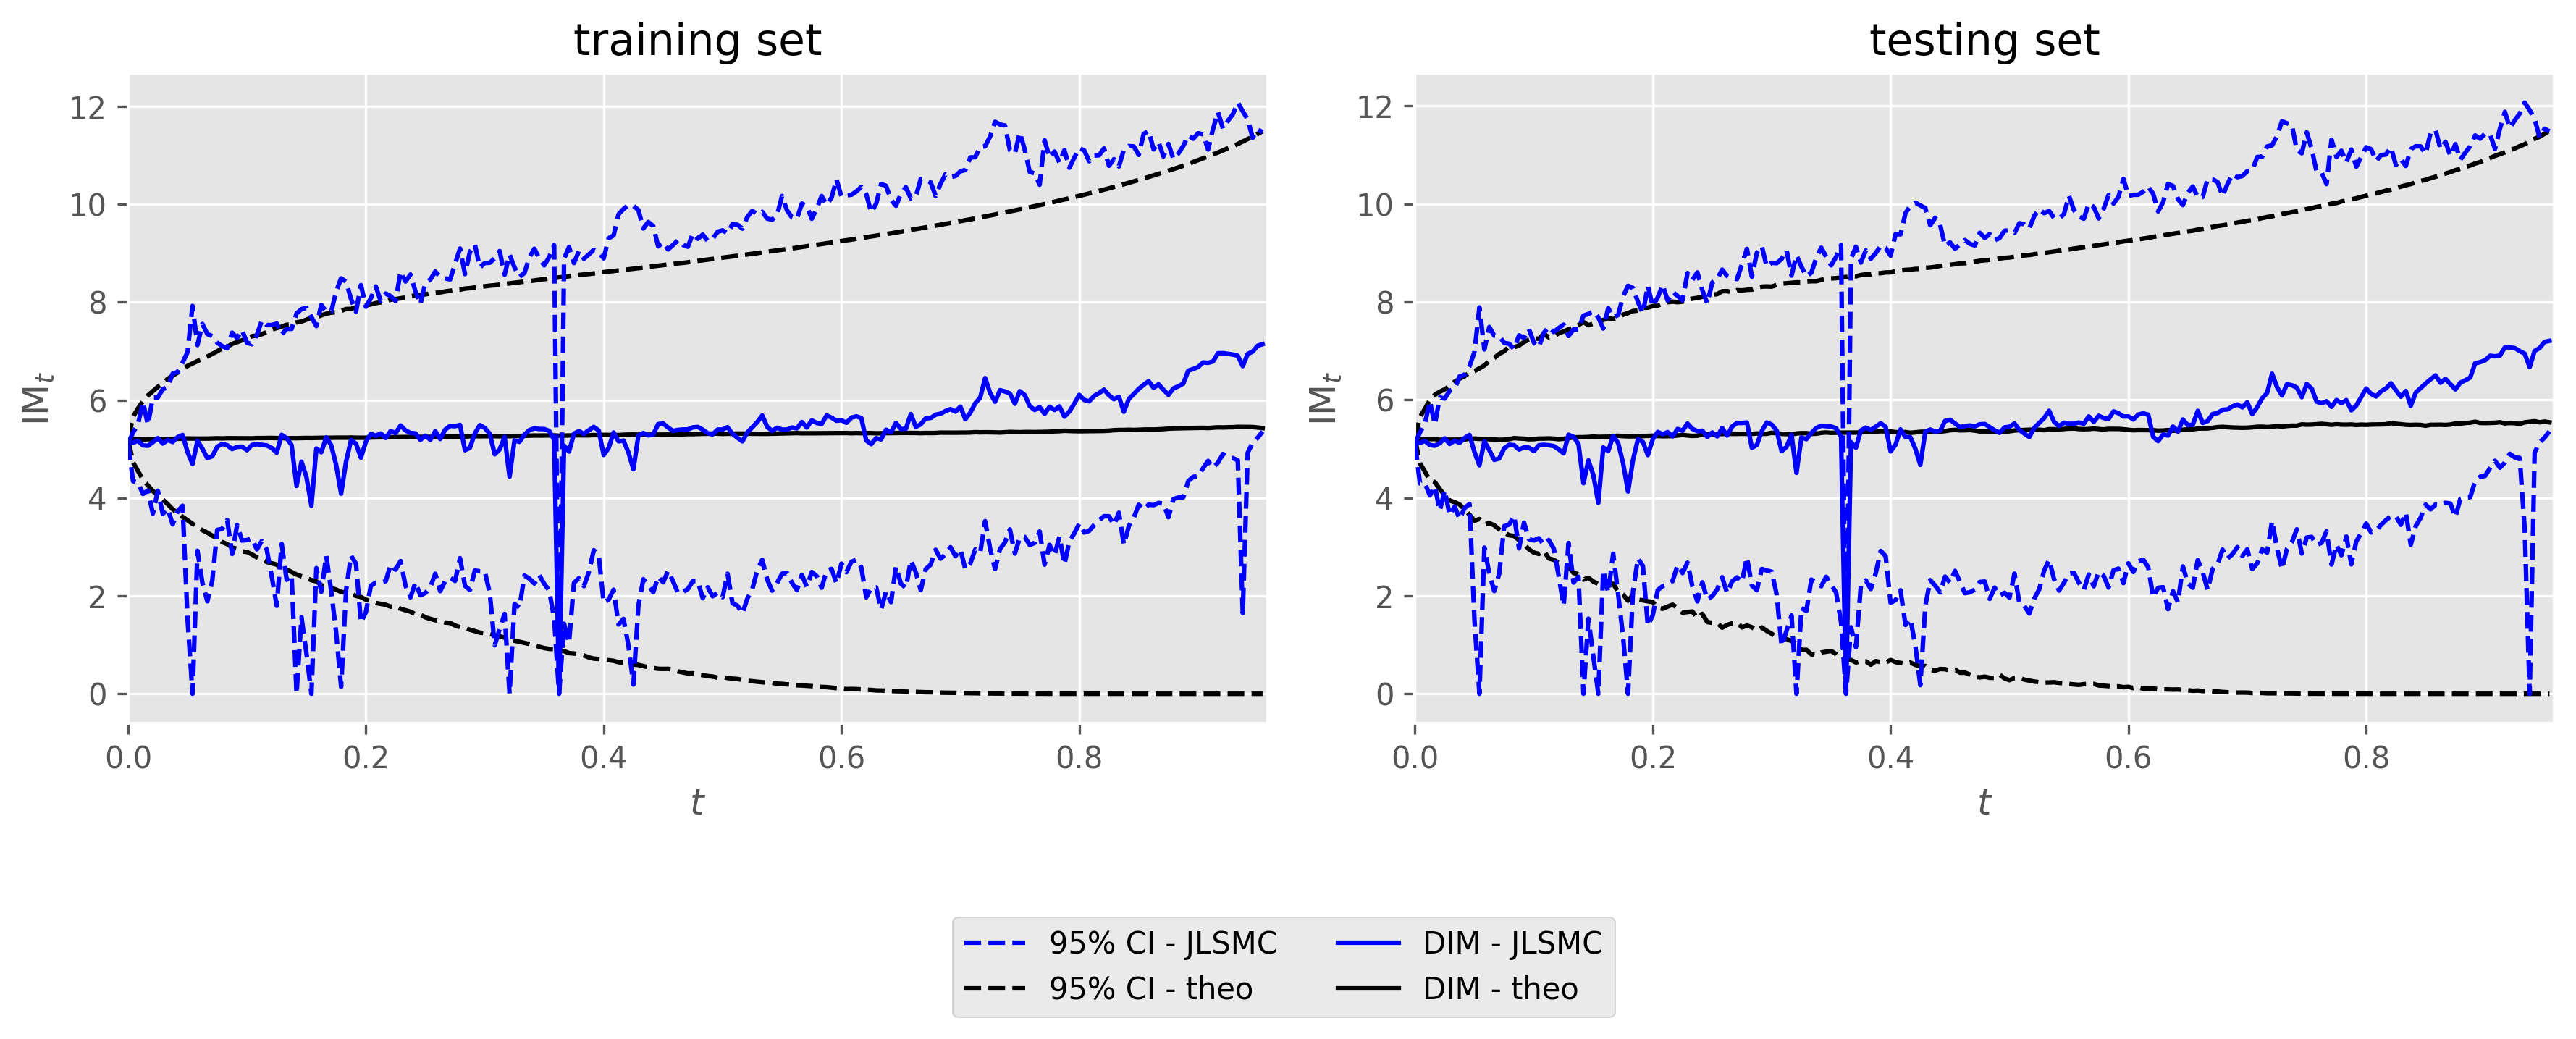 training set
testing set
12
10
8
6
4
2
0
IM_t
0.0 0.2 0.4 0.6 0.8
t
12
10
8
6
4
2
0
IM_t
0.0 0.2 0.4 0.6 0.8
t
95% CI - JLSMC
95% CI - theo
DIM - JLSMC
DIM - theo